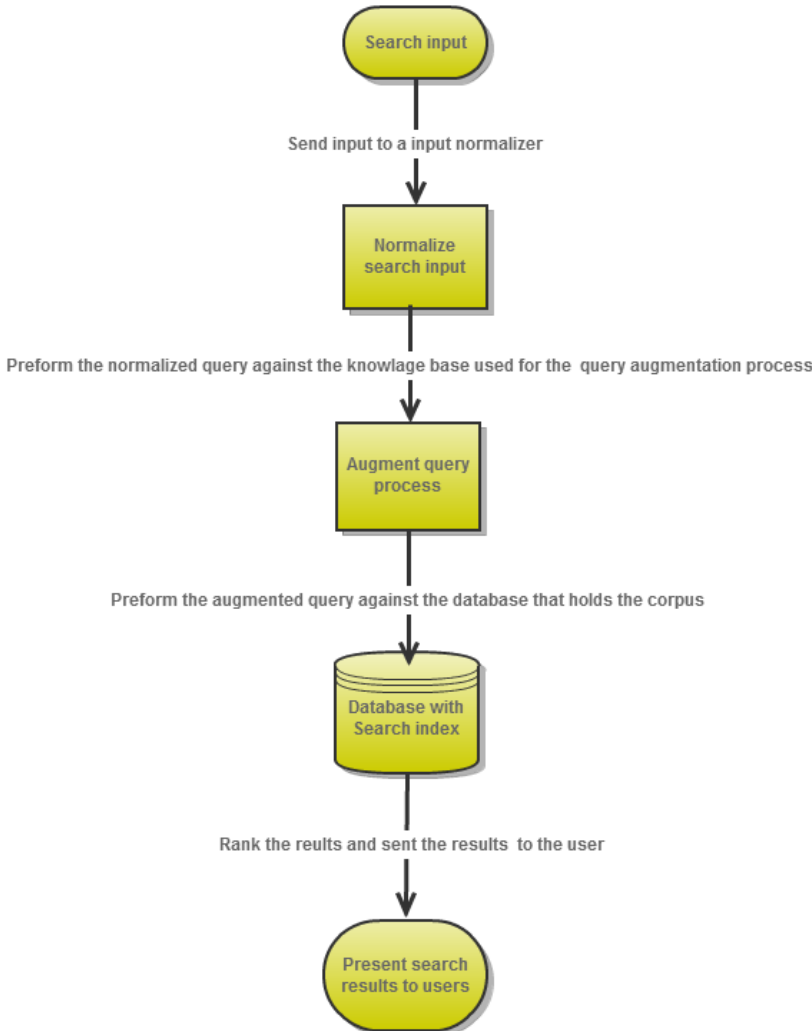 Search input
Send input to a input normalizer
Normalize
search input
Preform the normalized query against the knowlage base used for the query augmentation process
Augment query
process
Preform the augmented query against the database that holds the corpus
Database with
Search index
Rank the reults and sent the results to the user
Present search
results to users